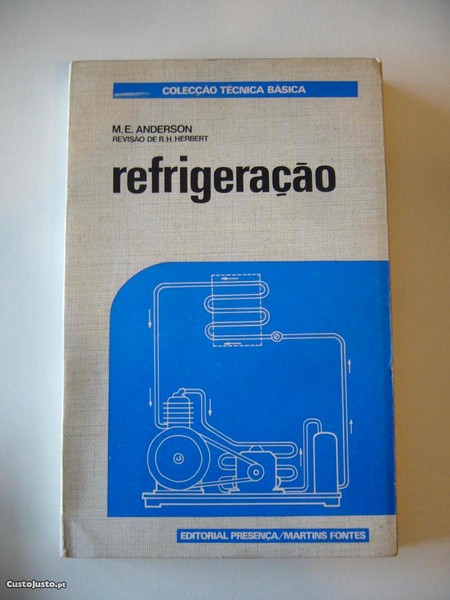 COLECÇÃO TÉCNICA BÁSICA
M.E. ANDERSON
REVISÃO DE R.H. HERBERT
refrigeração
EDITORIAL PRESENÇA/MARTINS FONTES
CustoJusto.pt